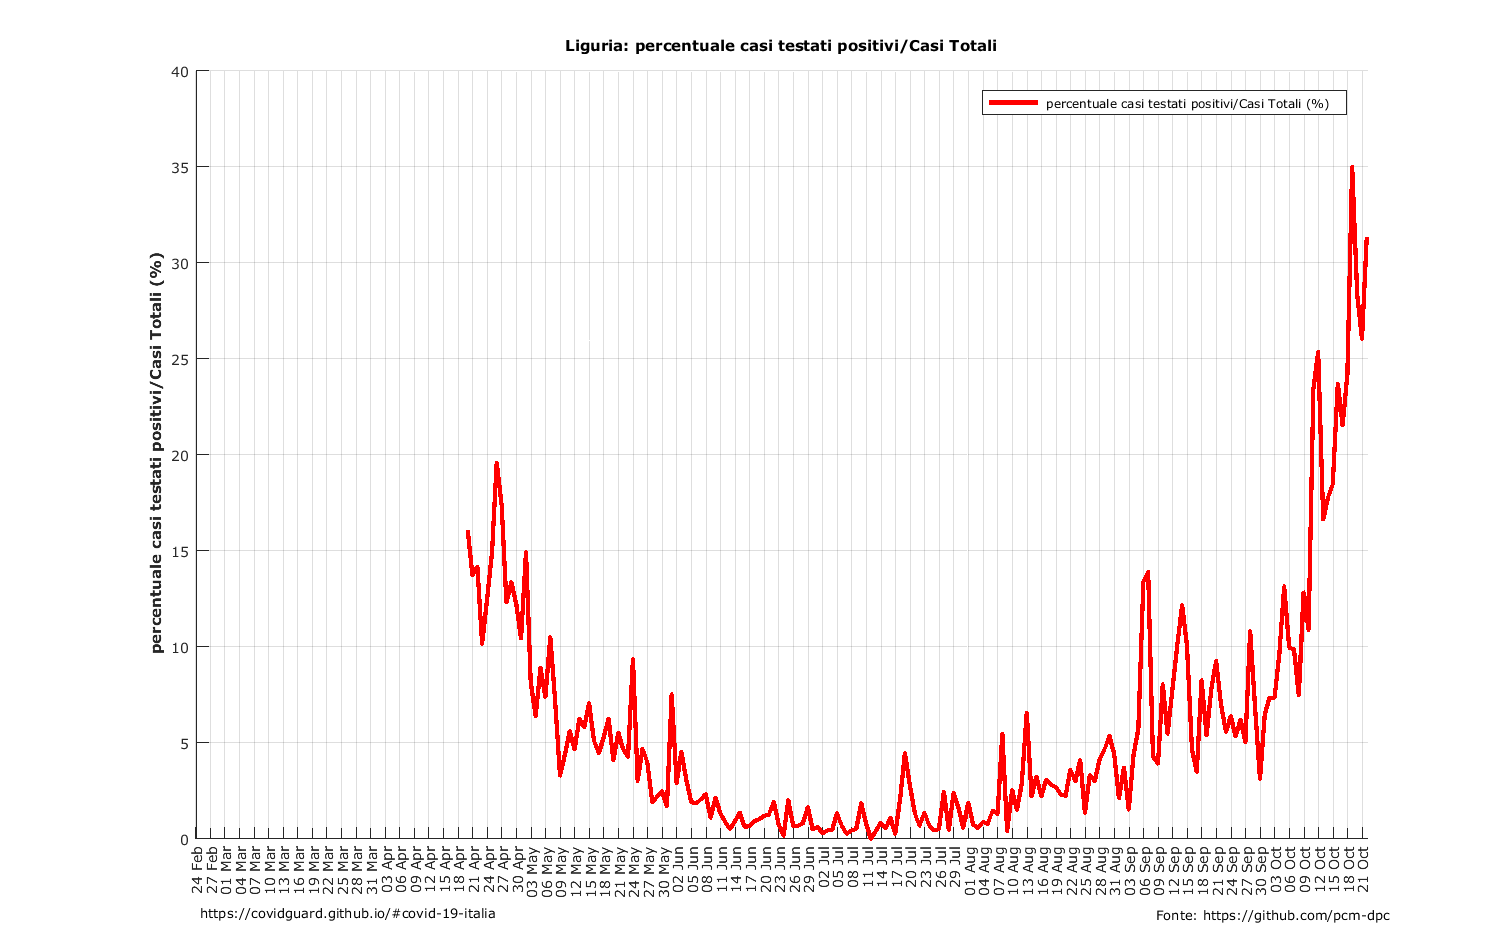 Liguria: percentuale casi testati positivi/Casi Totali
percentuale casi testati positivi/Casi Totali (%)
percentuale casi testati positivi/Casi Totali (%)
40
35
30
25
20
15
10
5
0
24 Feb
27 Feb
01 Mar
04 Mar
07 Mar
10 Mar
13 Mar
16 Mar
19 Mar
22 Mar
25 Mar
28 Mar
31 Mar
03 Apr
06 Apr
09 Apr
12 Apr
15 Apr
18 Apr
21 Apr
24 Apr
27 Apr
30 Apr
03 May
06 May
09 May
12 May
15 May
18 May
21 May
24 May
27 May
30 May
02 Jun
05 Jun
08 Jun
11 Jun
14 Jun
17 Jun
20 Jun
23 Jun
26 Jun
29 Jun
02 Jul
05 Jul
08 Jul
11 Jul
14 Jul
17 Jul
20 Jul
23 Jul
26 Jul
29 Jul
01 Aug
04 Aug
07 Aug
10 Aug
13 Aug
16 Aug
19 Aug
22 Aug
25 Aug
28 Aug
31 Aug
03 Sep
06 Sep
09 Sep
12 Sep
15 Sep
18 Sep
21 Sep
24 Sep
27 Sep
30 Sep
03 Oct
06 Oct
09 Oct
12 Oct
15 Oct
18 Oct
21 Oct
https://covidguard.github.io/#covid-19-italia
Fonte: https://github.com/pcm-dpc